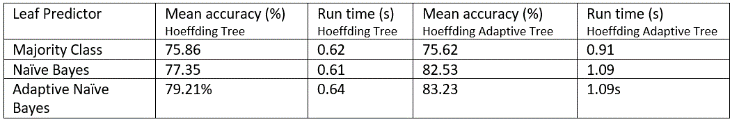 Leaf Predictor Mean accuracy (%) Run time (s) Mean accuracy (%) Run time (s)
Hoeffding Tree Hoeffding Tree Hoeffding Adaptive Tree Hoeffding Adaptive Tree
Majority Class 75.86 0.62 75.62 0.91
Naïve Bayes 77.35 0.61 82.53 1.09
Adaptive Naïve 79.21% 0.64 83.23 1.09s
Bayes